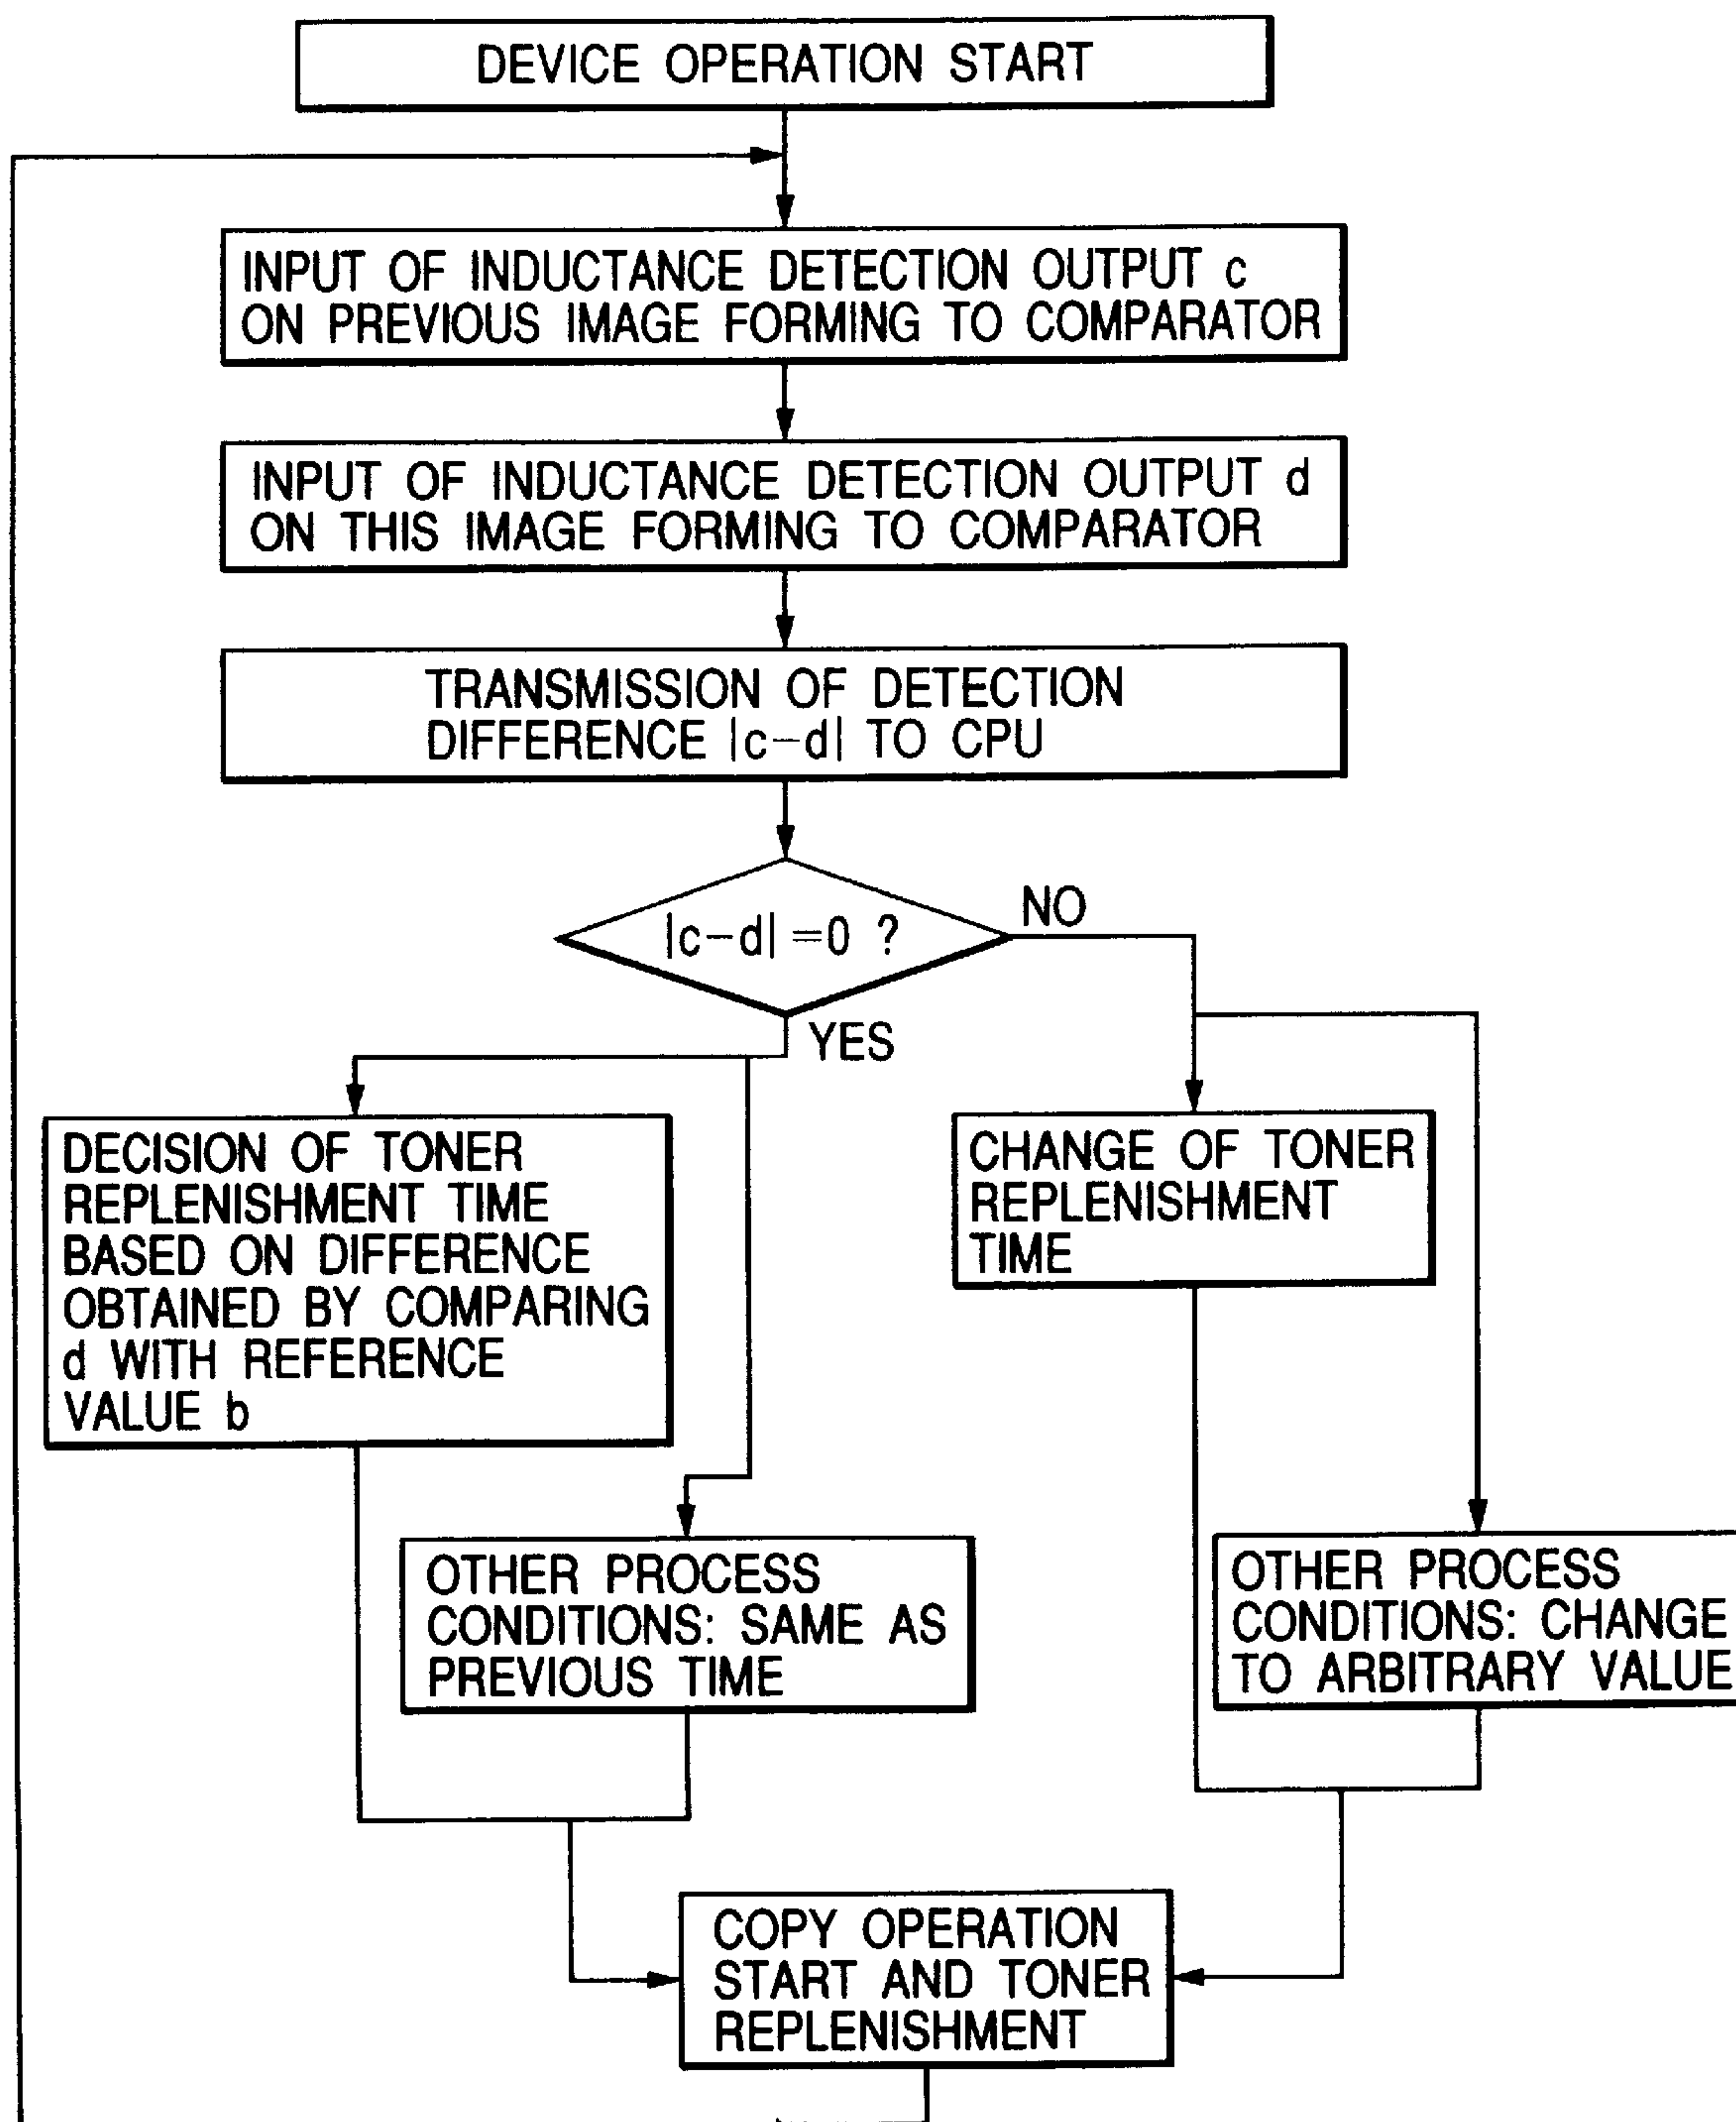 DEVICE OPERATION START
INPUT OF INDUCTANCE DETECTION OUTPUT c
ON PREVIOUS IMAGE FORMING TO COMPARATOR
INPUT OF INDUCTANCE DETECTION OUTPUT d
ON THIS IMAGE FORMING TO COMPARATOR
TRANSMISSION OF DETECTION
DIFFERENCE |c-d| TO CPU
|c-d|=0 ?
NO
YES
DECISION OF TONER
REPLENISHMENT TIME
BASED ON DIFFERENCE
OBTAINED BY COMPARING
d WITH REFERENCE
VALUE b
CHANGE OF TONER
REPLENISHMENT
TIME
OTHER PROCESS
CONDITIONS: SAME AS
PREVIOUS TIME
OTHER PROCESS
CONDITIONS: CHANGE
TO ARBITRARY VALUE
COPY OPERATION
START AND TONER
REPLENISHMENT